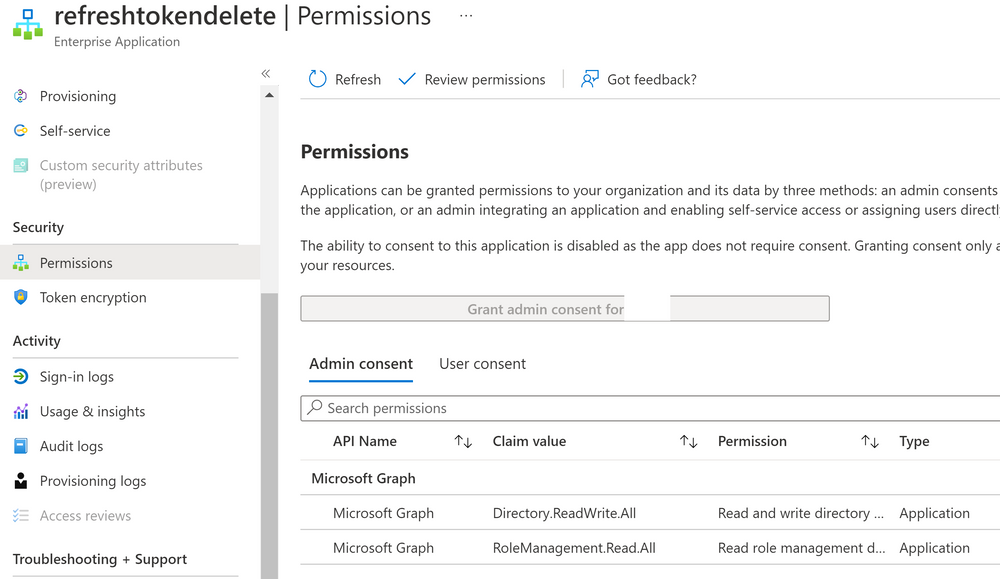 refreshtokendelete | Permissions ...
Enterprise Application
«
Provisioning
Self-service
Custom security attributes
(preview)
Security
Permissions
Token encryption
Activity
Sign-in logs
Usage & insights
Audit logs
Provisioning logs
Access reviews
Troubleshooting + Support
Refresh Review permissions Got feedback?
Permissions
Applications can be granted permissions to your organization and its data by three methods: an admin consents
the application, or an admin integrating an application and enabling self-service access or assigning users directly
The ability to consent to this application is disabled as the app does not require consent. Granting consent only a
your resources.
Grant admin consent for
Admin consent User consent
Search permissions
API Name Claim value Permission Type
Microsoft Graph
Microsoft Graph Directory.ReadWrite.All Read and write directory ... Application
Microsoft Graph RoleManagement.Read.All Read role management d... Application